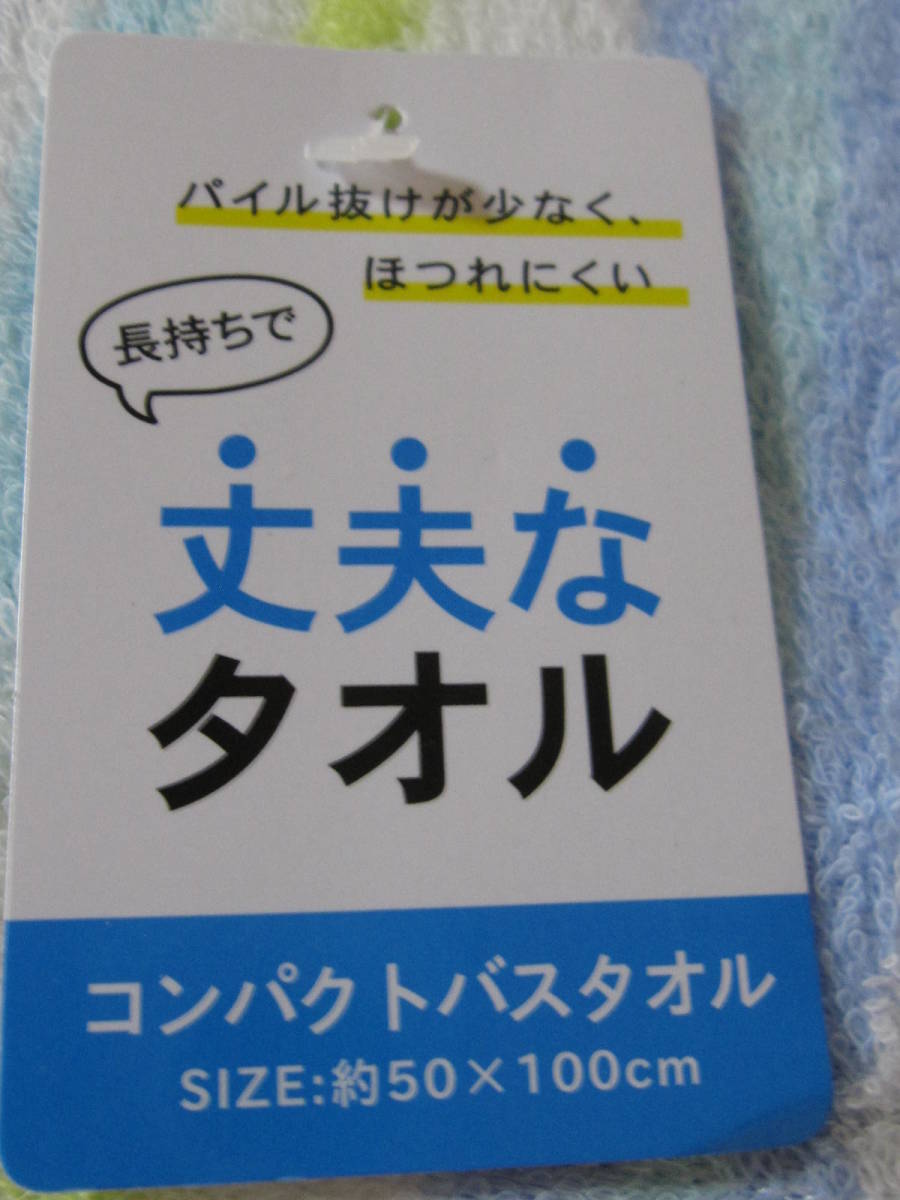 パイル抜けが少なく、
ほつれにくい
長持ちで
丈夫な
タオル
コンパクトバスタオル
SIZE:約50×100cm